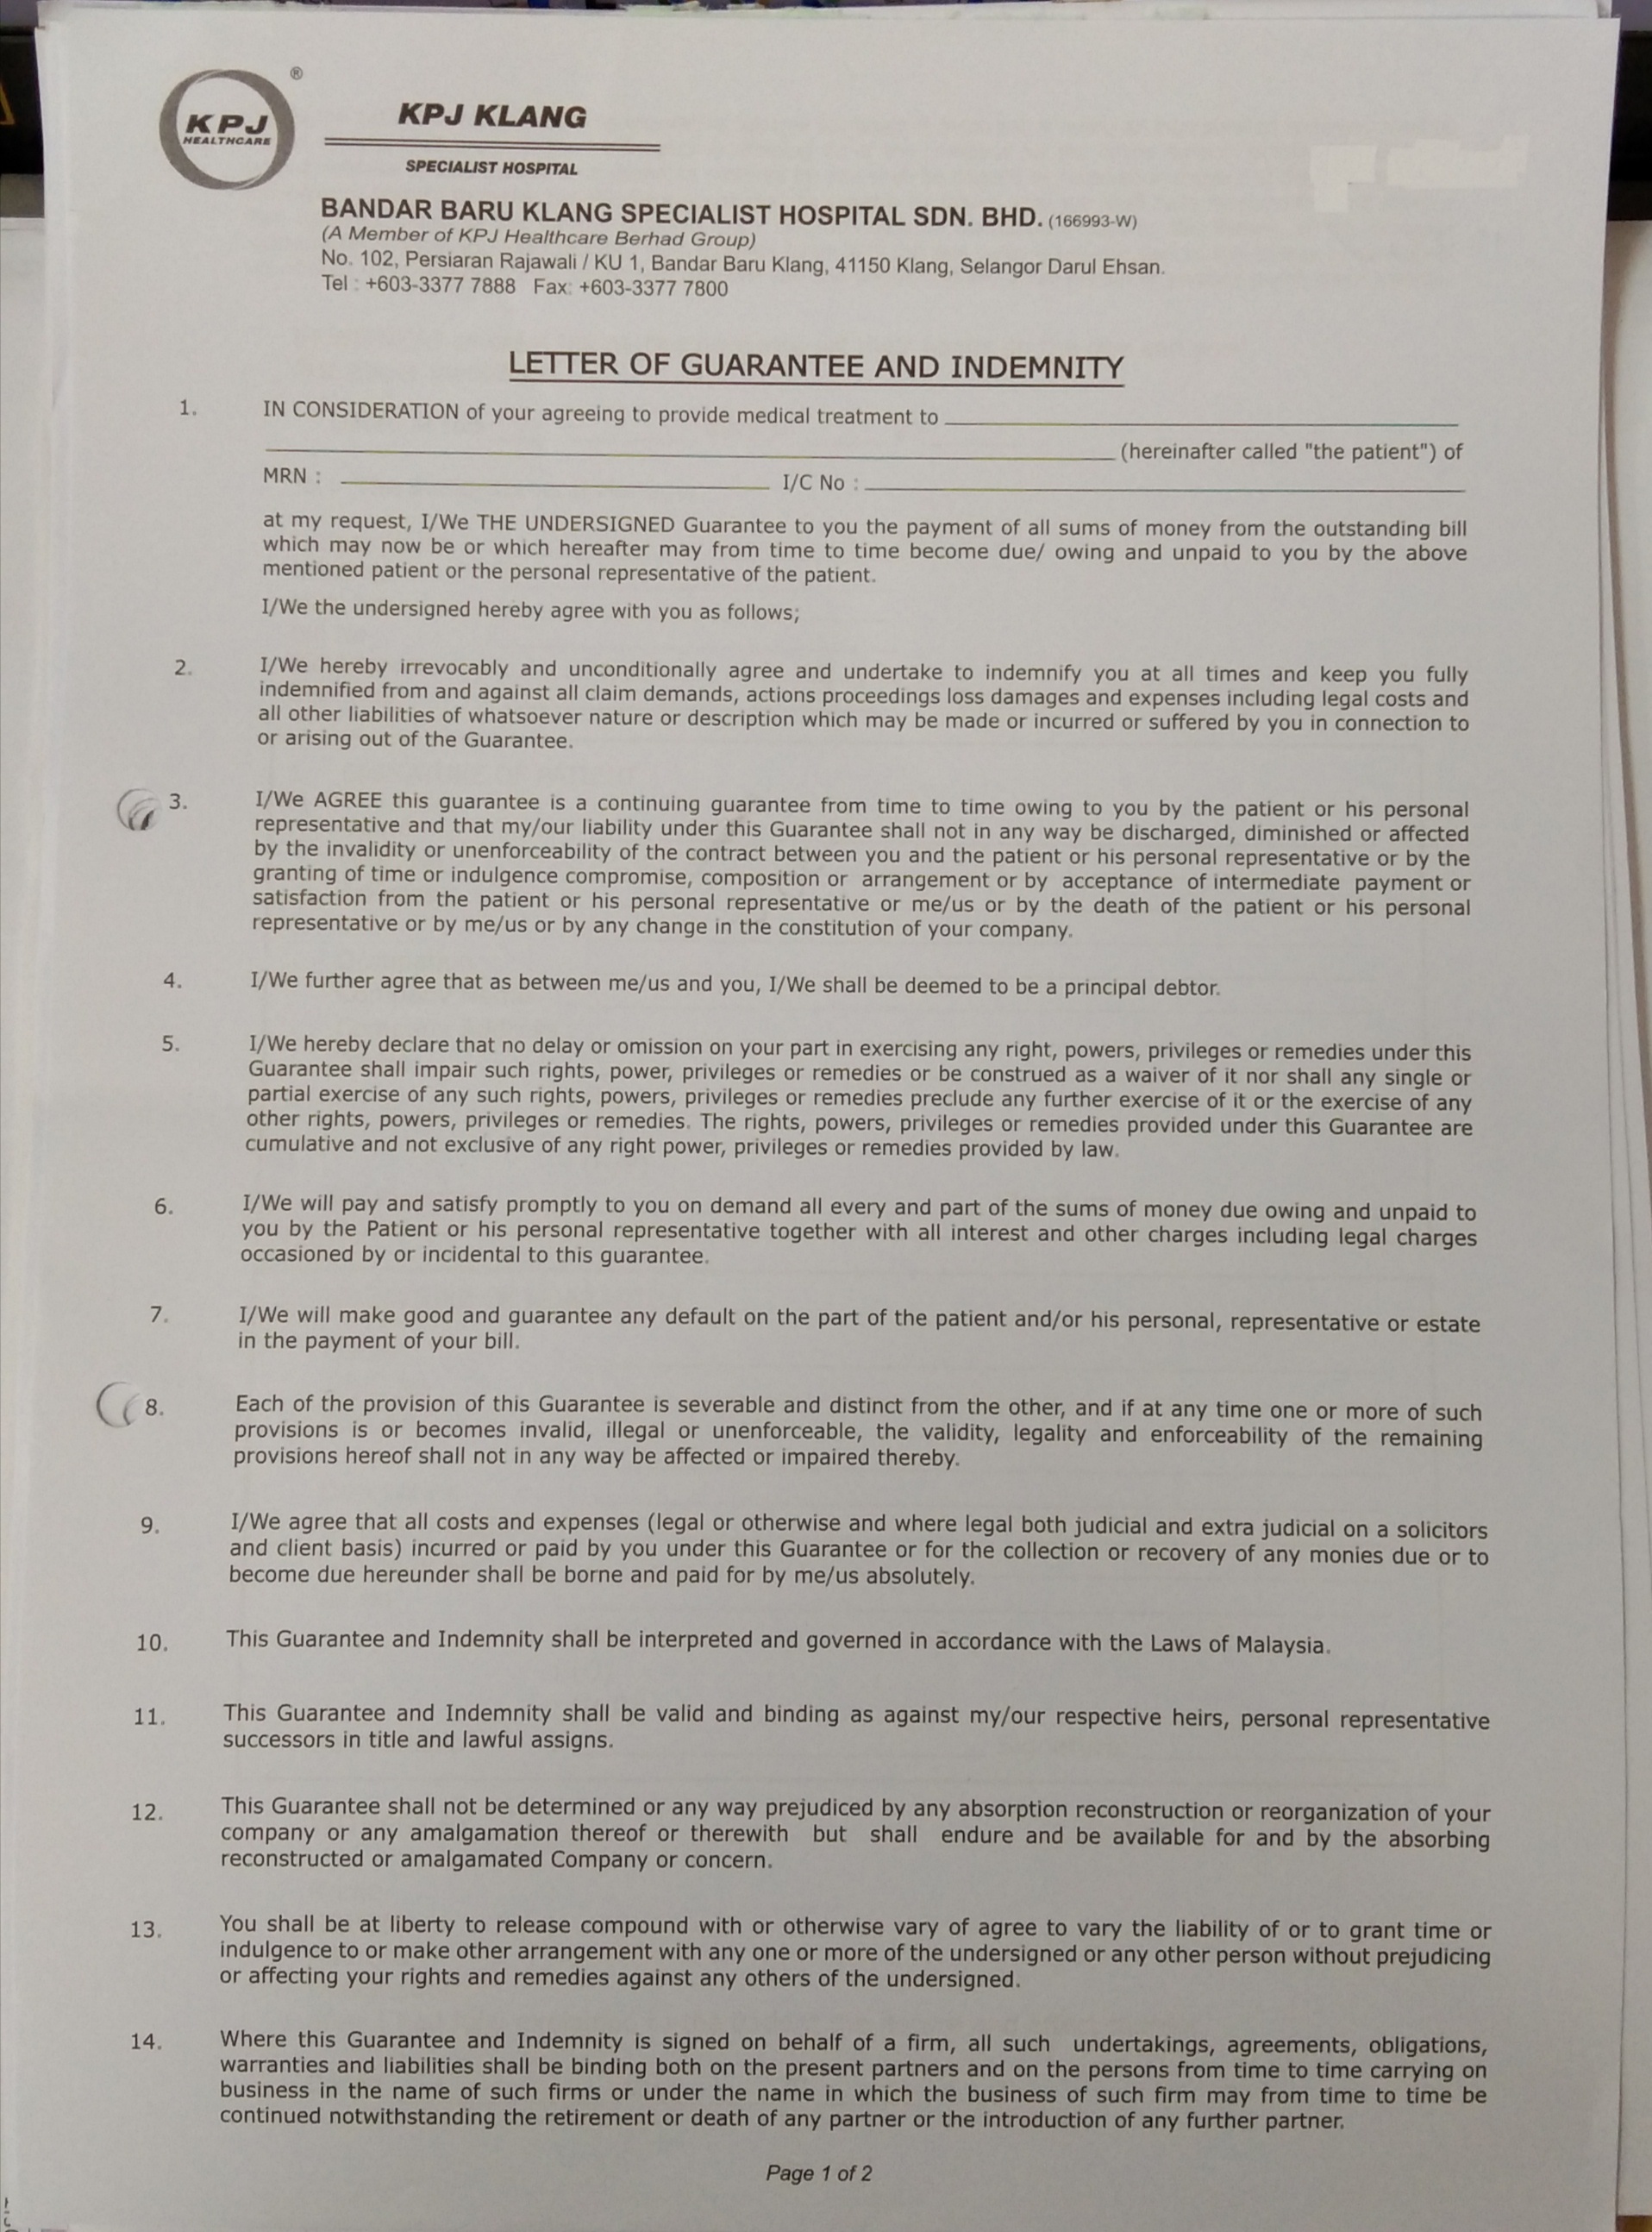 KPJ
HEALTHCARE
®
KPJ KLANG
SPECIALIST HOSPITAL
BANDAR BARU KLANG SPECIALIST HOSPITAL SDN. BHD. (166993-W)
(A Member of KPJ Healthcare Berhad Group)
No. 102, Persiaran Rajawali / KU 1, Bandar Baru Klang, 41150 Klang, Selangor Darul Ehsan.
Tel : +603-3377 7888 Fax: +603-3377 7800
LETTER OF GUARANTEE AND INDEMNITY
1. IN CONSIDERATION of your agreeing to provide medical treatment to
(hereinafter called "the patient") of
MRN : I/C No :
at my request, I/We THE UNDERSIGNED Guarantee to you the payment of all sums of money from the outstanding bill
which may now be or which hereafter may from time to time become due/ owing and unpaid to you by the above
mentioned patient or the personal representative of the patient.
I/We the undersigned hereby agree with you as follows;
2. I/We hereby irrevocably and unconditionally agree and undertake to indemnify you at all times and keep you fully
indemnified from and against all claim demands, actions proceedings loss damages and expenses including legal costs and
all other liabilities of whatsoever nature or description which may be made or incurred or suffered by you in connection to
or arising out of the Guarantee.
3. I/We AGREE this guarantee is a continuing guarantee from time to time owing to you by the patient or his personal
representative and that my/our liability under this Guarantee shall not in any way be discharged, diminished or affected
by the invalidity or unenforceability of the contract between you and the patient or his personal representative or by the
granting of time or indulgence compromise, composition or arrangement or by acceptance of intermediate payment or
satisfaction from the patient or his personal representative or me/us or by the death of the patient or his personal
representative or by me/us or by any change in the constitution of your company.
4. I/We further agree that as between me/us and you, I/We shall be deemed to be a principal debtor.
5. I/We hereby declare that no delay or omission on your part in exercising any right, powers, privileges or remedies under this
Guarantee shall impair such rights, power, privileges or remedies or be construed as a waiver of it nor shall any single or
partial exercise of any such rights, powers, privileges or remedies preclude any further exercise of it or the exercise of any
other rights, powers, privileges or remedies. The rights, powers, privileges or remedies provided under this Guarantee are
cumulative and not exclusive of any right power, privileges or remedies provided by law.
6. I/We will pay and satisfy promptly to you on demand all every and part of the sums of money due owing and unpaid to
you by the Patient or his personal representative together with all interest and other charges including legal charges
occasioned by or incidental to this guarantee.
7. I/We will make good and guarantee any default on the part of the patient and/or his personal, representative or estate
in the payment of your bill.
8. Each of the provision of this Guarantee is severable and distinct from the other, and if at any time one or more of such
provisions is or becomes invalid, illegal or unenforceable, the validity, legality and enforceability of the remaining
provisions hereof shall not in any way be affected or impaired thereby.
9. I/We agree that all costs and expenses (legal or otherwise and where legal both judicial and extra judicial on a solicitors
and client basis) incurred or paid by you under this Guarantee or for the collection or recovery of any monies due or to
become due hereunder shall be borne and paid for by me/us absolutely.
10. This Guarantee and Indemnity shall be interpreted and governed in accordance with the Laws of Malaysia.
11. This Guarantee and Indemnity shall be valid and binding as against my/our respective heirs, personal representative
successors in title and lawful assigns.
12. This Guarantee shall not be determined or any way prejudiced by any absorption reconstruction or reorganization of your
company or any amalgamation thereof or therewith but shall endure and be available for and by the absorbing
reconstructed or amalgamated Company or concern.
13. You shall be at liberty to release compound with or otherwise vary of agree to vary the liability of or to grant time or
indulgence to or make other arrangement with any one or more of the undersigned or any other person without prejudicing
or affecting your rights and remedies against any others of the undersigned.
14. Where this Guarantee and Indemnity is signed on behalf of a firm, all such undertakings, agreements, obligations,
warranties and liabilities shall be binding both on the present partners and on the persons from time to time carrying on
business in the name of such firms or under the name in which the business of such firm may from time to time be
continued notwithstanding the retirement or death of any partner or the introduction of any further partner.
Page 1 of 2